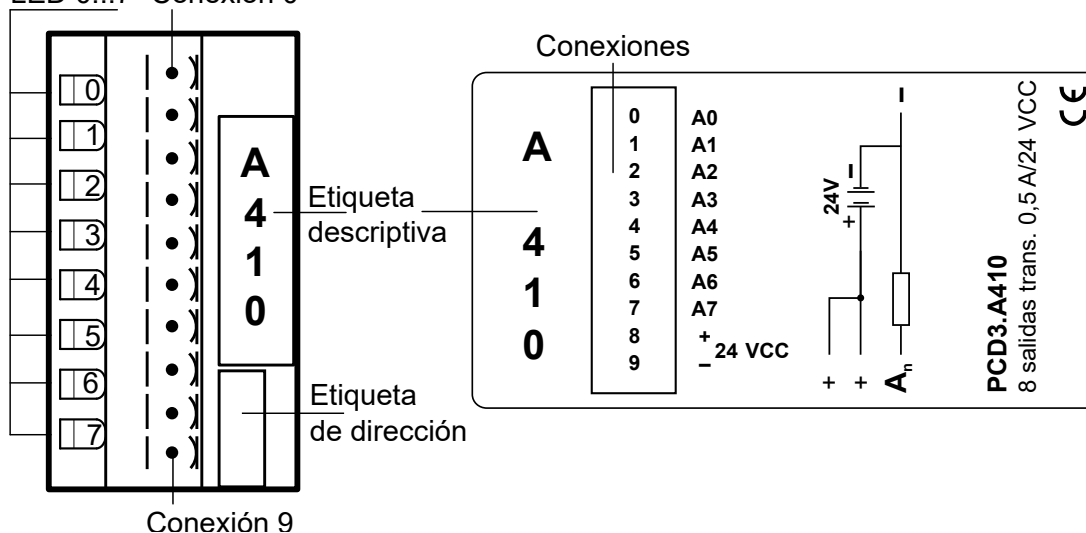 LED 0...7 Conexión 0
0
1
2
3
4
5
6
7
A
4
1
0
Etiqueta
descriptiva
Etiqueta
de dirección
Conexión 9
Conexiones
A
4
1
0
0 A0
1 A1
2 A2
3 A3
4 A4
5 A5
6 A6
7 A7
8 +
9 –
24 VCC
24V
–
+
–
+ + An
PCD3.A410
8 salidas trans. 0,5 A/24 VCC
CE